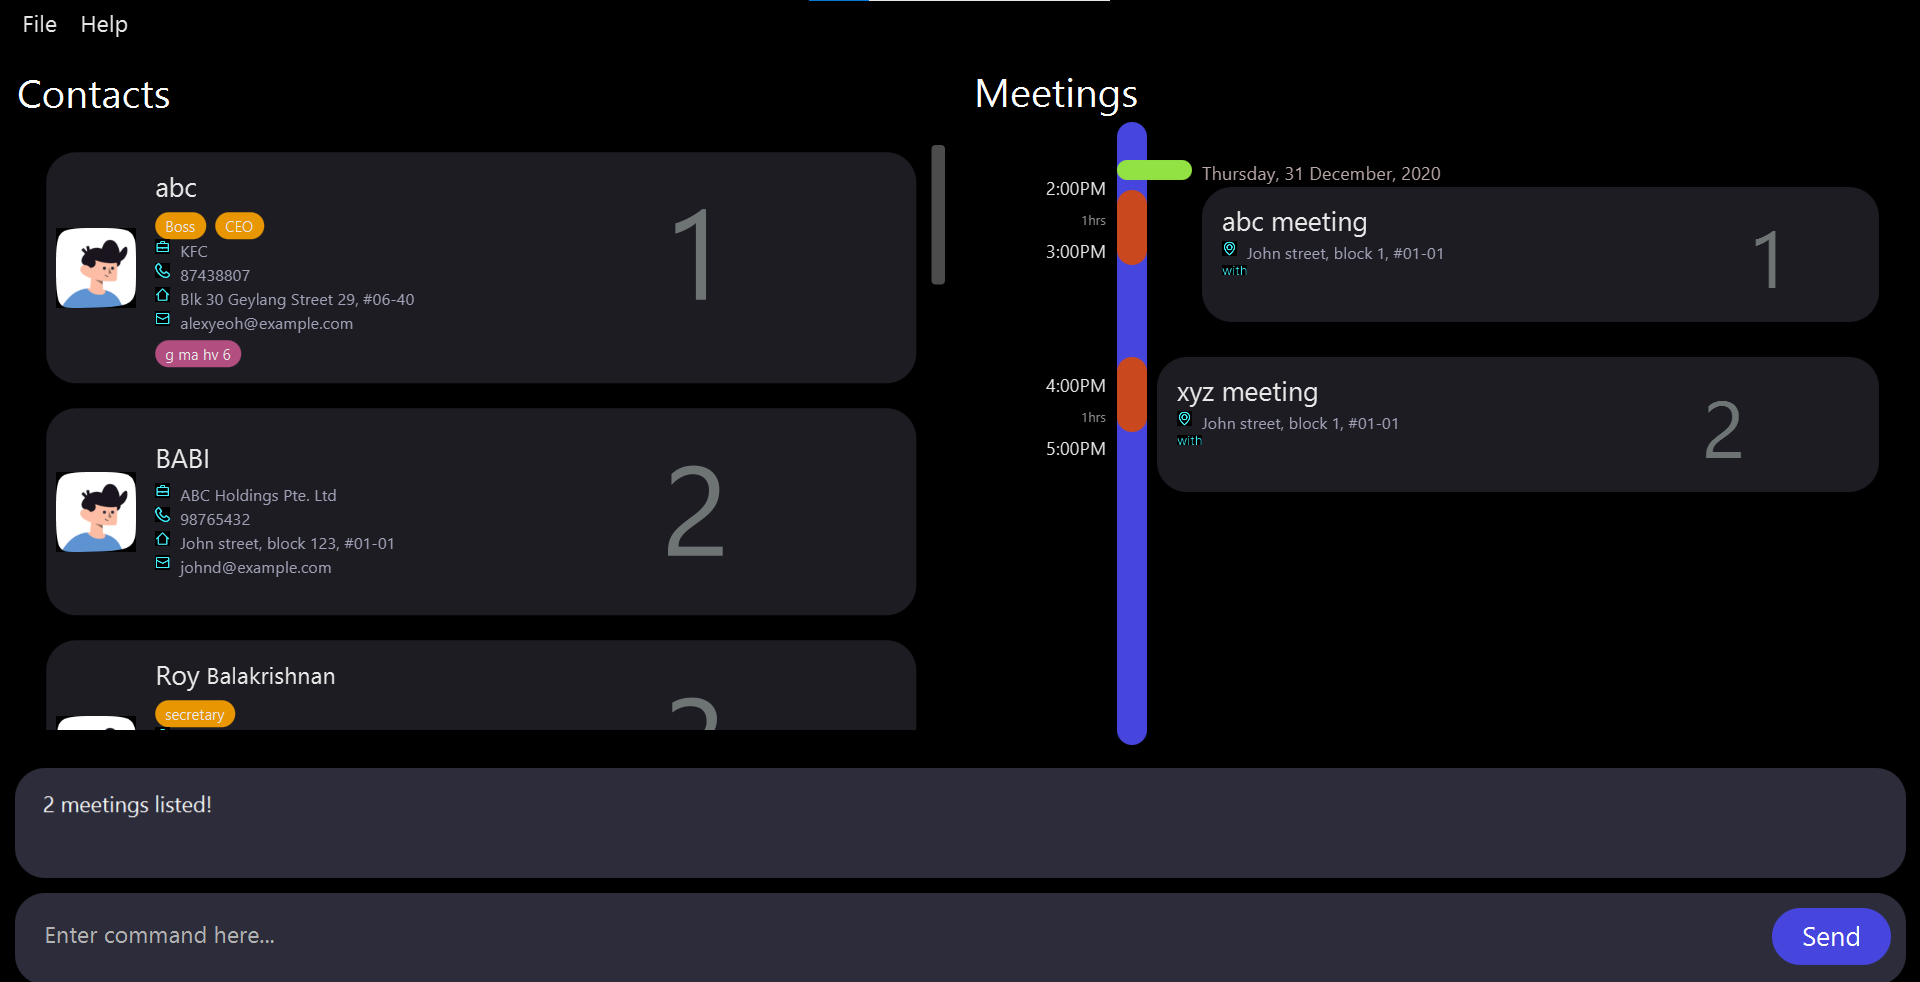 File Help
Contacts
abc
Boss CEO
KFC
87438807
Blk 30 Geylang Street 29, #06-40
alexyeoh@example.com
g ma hv 6
1
BABI
ABC Holdings Pte. Ltd
98765432
John street, block 123, #01-01
johnd@example.com
2
Roy Balakrishnan
secretary
Meetings
Thursday, 31 December, 2020
2:00PM
1hrs
3:00PM
abc meeting
John street, block 1, #01-01
with
1
4:00PM
1hrs
5:00PM
xyz meeting
John street, block 1, #01-01
with
2
2 meetings listed!
Enter command here...
Send